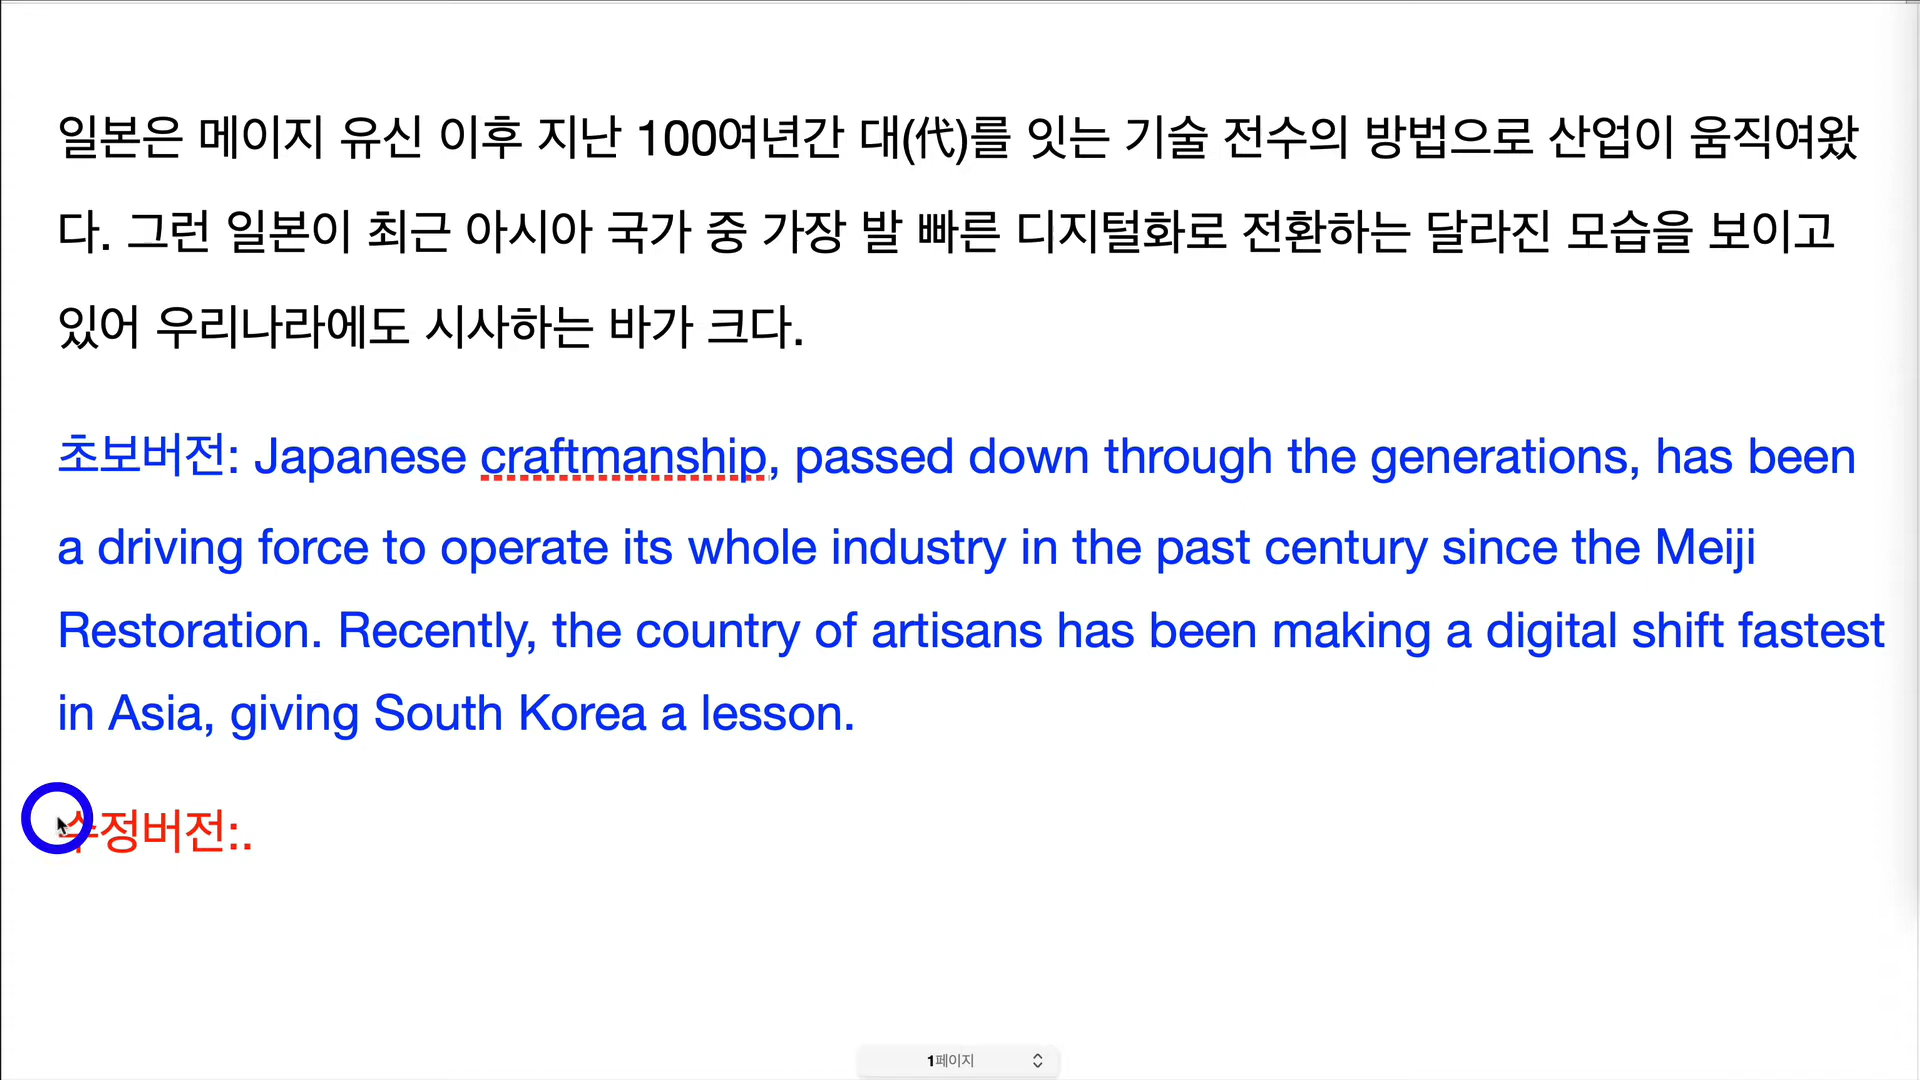 일본은 메이지 유신 이후 지난 100여년간 대(代)를 잇는 기술 전수의 방법으로 산업이 움직여왔
다. 그런 일본이 최근 아시아 국가 중 가장 발 빠른 디지털화로 전환하는 달라진 모습을 보이고
있어 우리나라에도 시사하는 바가 크다.
초보버전: Japanese craftmanship, passed down through the generations, has been
a driving force to operate its whole industry in the past century since the Meiji
Restoration. Recently, the country of artisans has been making a digital shift fastest
in Asia, giving South Korea a lesson.
수정버전:.
1페이지